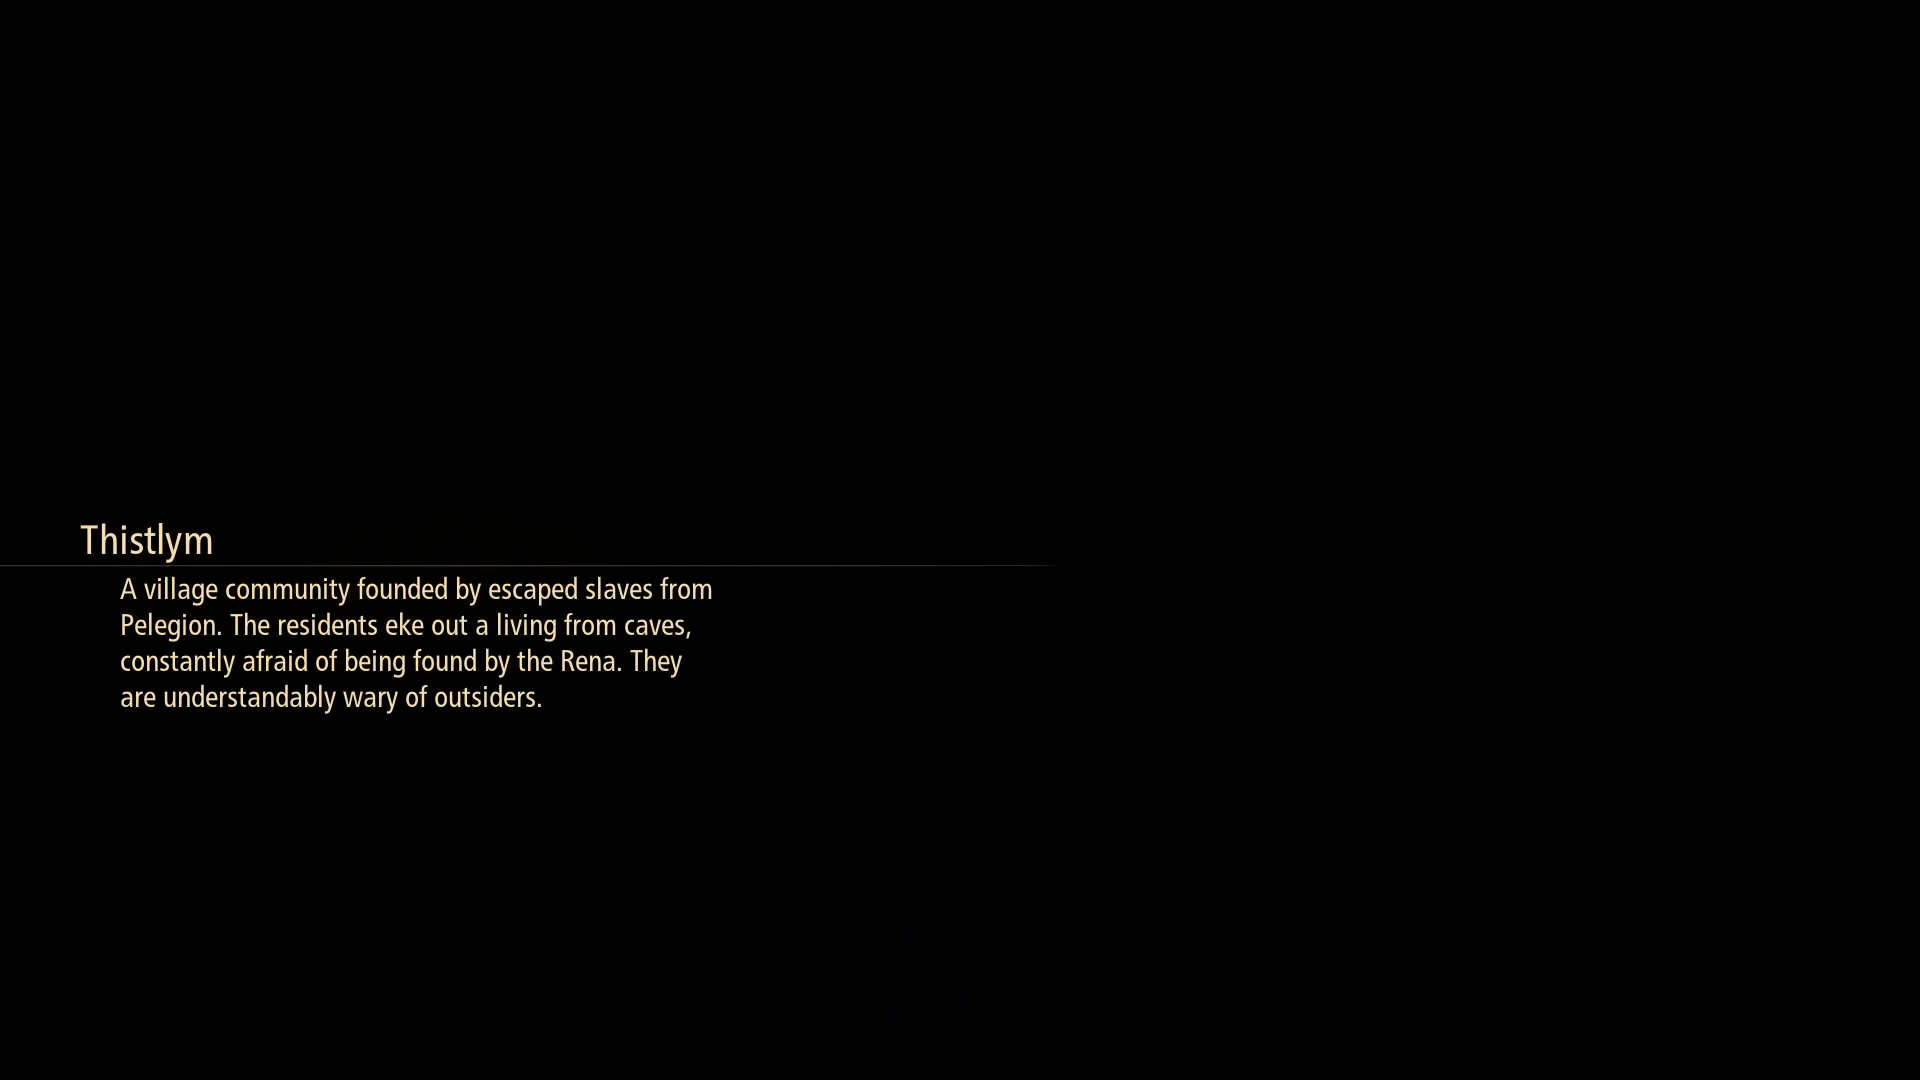 Thistlym
A village community founded by escaped slaves from
Pelegion. The residents eke out a living from caves,
constantly afraid of being found by the Rena. They
are understandably wary of outsiders.